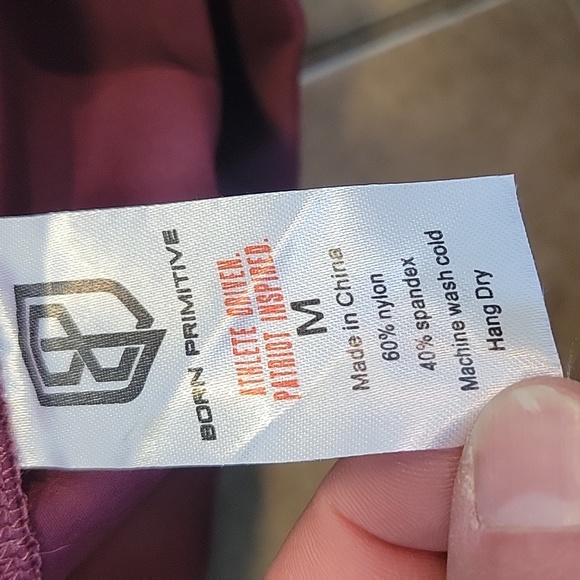 BORN PRIMITIVE
ATHLETE DRIVEN.
PATRIOT INSPIRED.
M
Made in China
60% nylon
40% spandex
Machine wash cold
Hang Dry